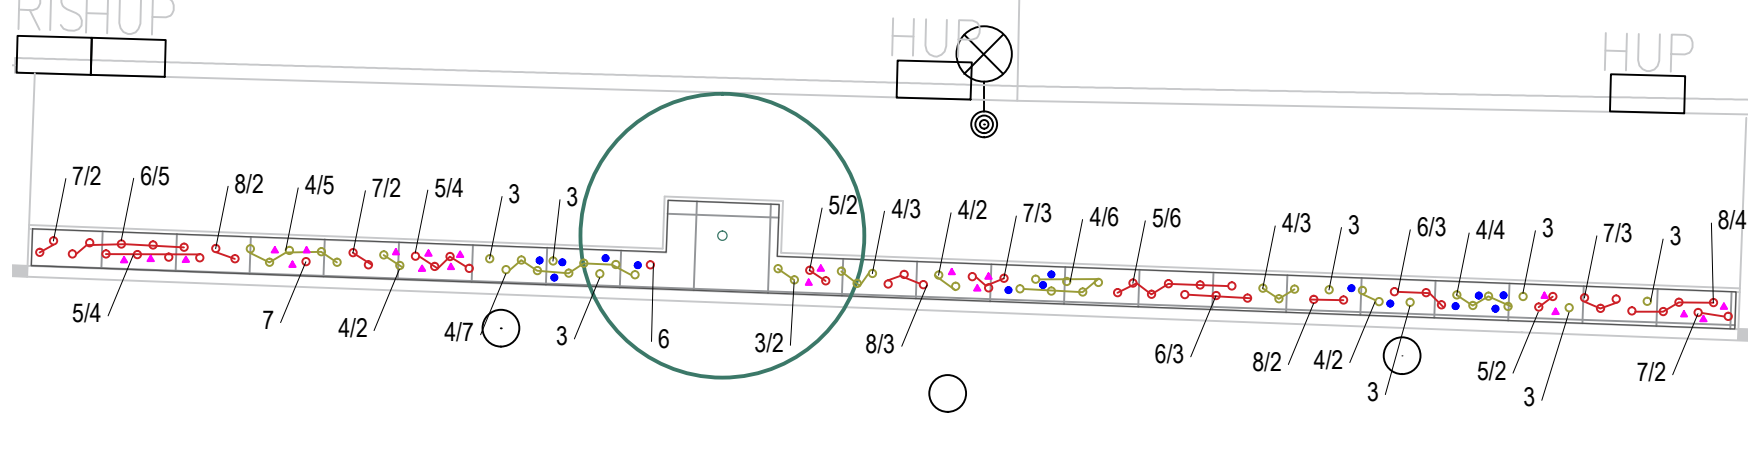 RIS HUP
HUP
HUP
7/2 6/5 8/2 4/5 7/2 5/4 3 3 5/2 4/3 4/2 7/3 4/6 5/6 4/3 3 6/3 4/4 3 7/3 3 8/4
5/4 7 4/2 4/7 3 6 3/2 8/3 6/3 8/2 4/2 3 5/2 3 7/2